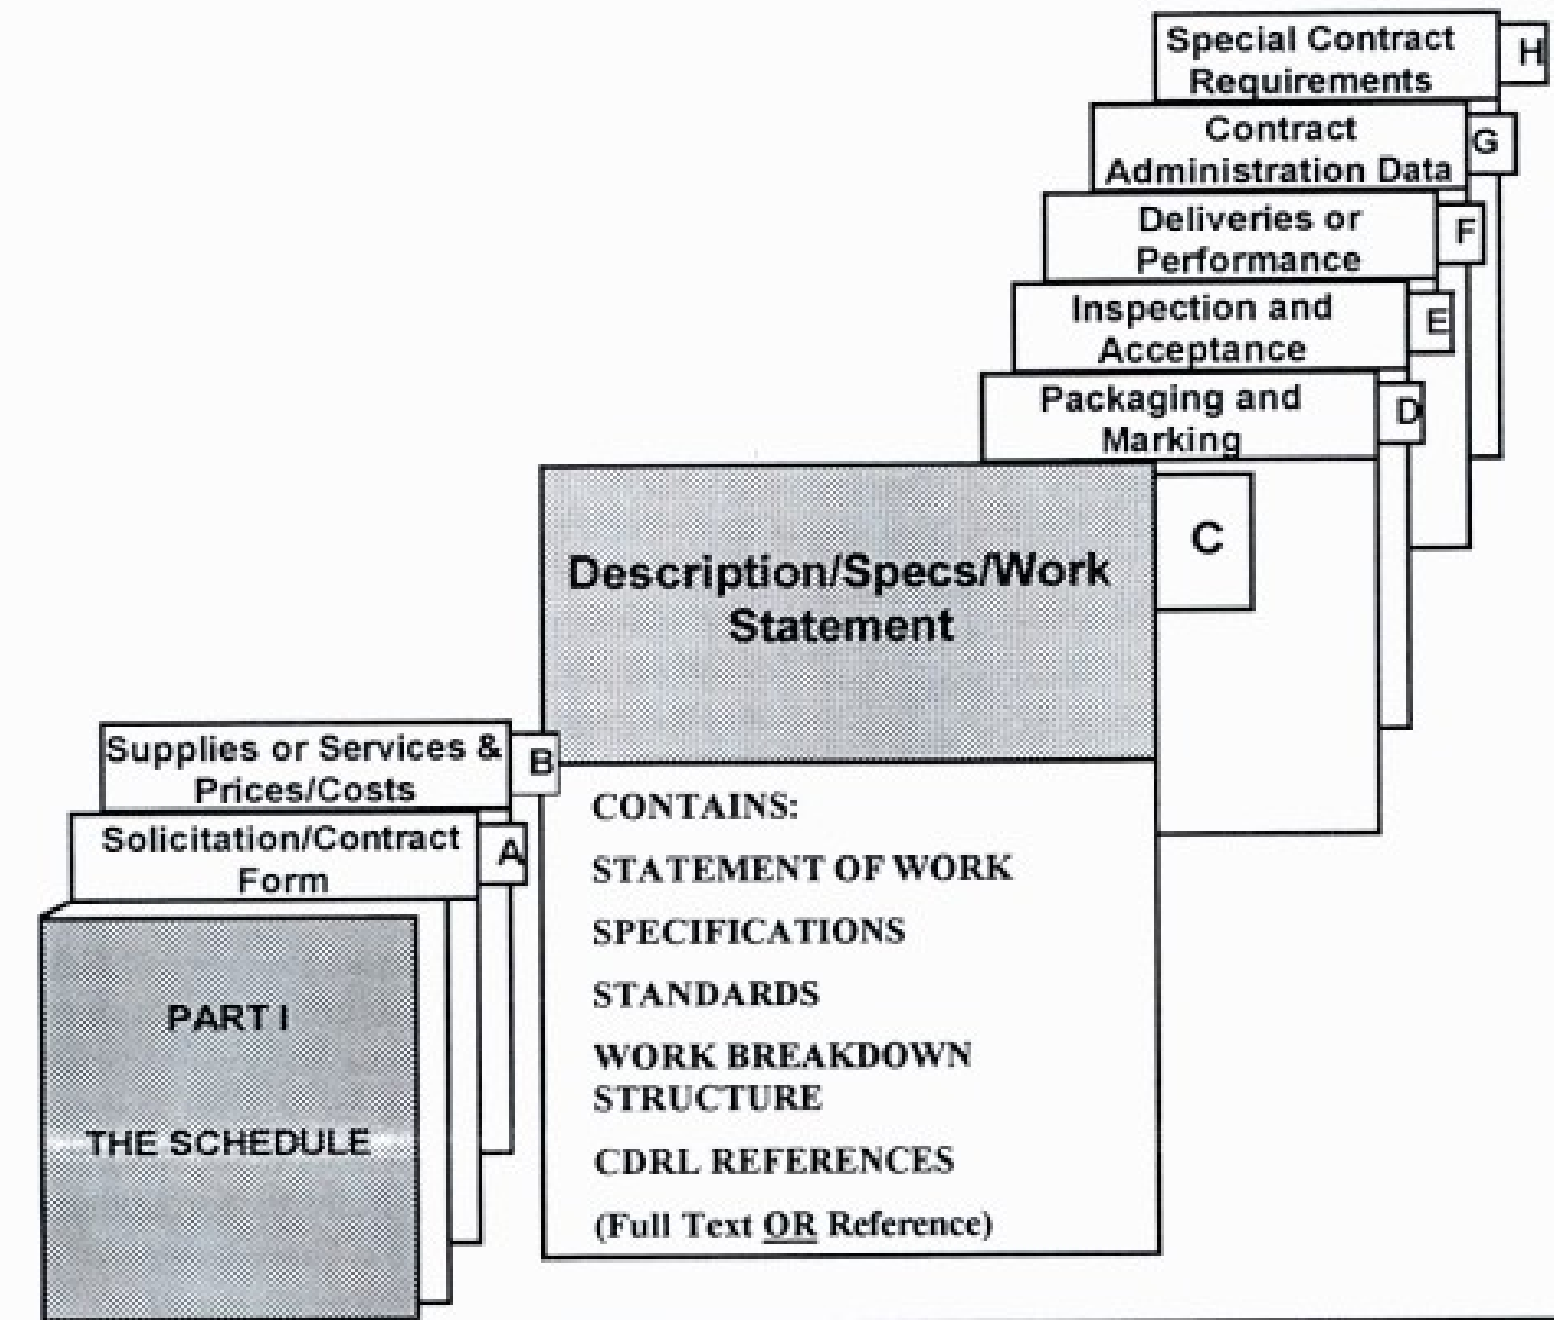 Special Contract
Requirements
H
Contract
Administration Data
G
Deliveries or
Performance
F
Inspection and
Acceptance
E
Packaging and
Marking
D
Description/Specs/Work
Statement
C
Supplies or Services &
Prices/Costs
B
Solicitation/Contract
Form
A
PART I
THE SCHEDULE
CONTAINS:
STATEMENT OF WORK
SPECIFICATIONS
STANDARDS
WORK BREAKDOWN
STRUCTURE
CDRL REFERENCES
(Full Text OR Reference)